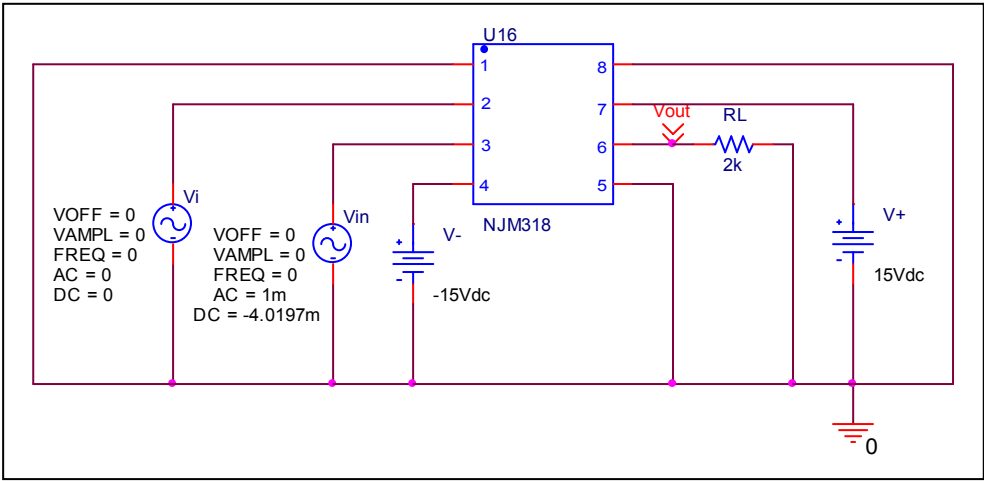 U16
1
2
3
4
8
7
6
5
NJM318
Vout
RL
2k
Vi
VOFF = 0
VAMPL = 0
FREQ = 0
AC = 0
DC = 0
Vin
VOFF = 0
VAMPL = 0
FREQ = 0
AC = 1m
DC = -4.0197m
V-
+
-
-15Vdc
V+
+
-
15Vdc
0